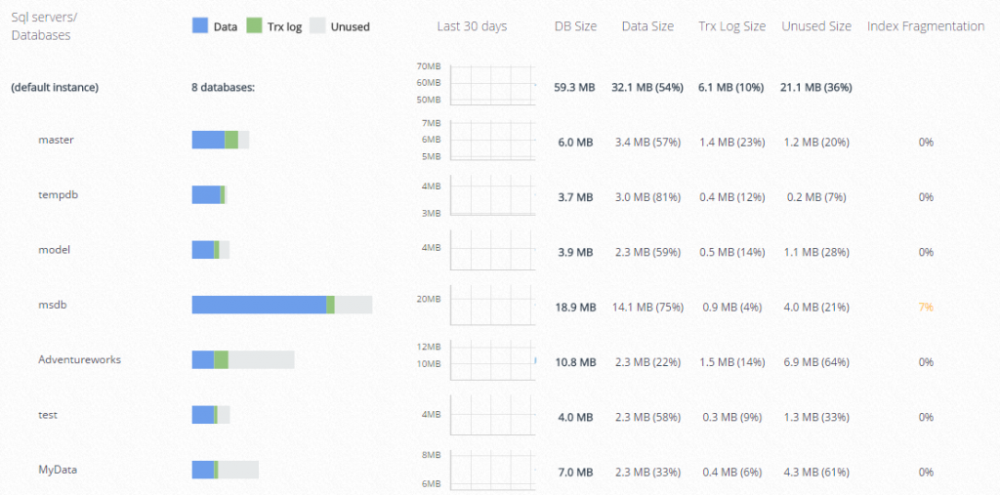 Sql servers/ Data Trx log Unused Last 30 days DB Size Data Size Trx Log Size Unused Size Index Fragmentation
Databases
70MB
(default instance) 8 databases: 60MB 59.3 MB 32.1 MB (54%) 6.1 MB (10%) 21.1 MB (36%)
50MB
7MB
master 6MB 6.0 MB 3.4 MB (57%) 1.4 MB (23%) 1.2 MB (20%) 0%
5MB
4MB
tempdb 3.7 MB 3.0 MB (81%) 0.4 MB (12%) 0.2 MB (7%) 0%
3MB
model 4MB 3.9 MB 2.3 MB (59%) 0.5 MB (14%) 1.1 MB (28%) 0%
msdb 20MB 18.9 MB 14.1 MB (75%) 0.9 MB (4%) 4.0 MB (21%) 7%
12MB
Adventureworks 10MB 10.8 MB 2.3 MB (22%) 1.5 MB (14%) 6.9 MB (64%) 0%
test 4MB 4.0 MB 2.3 MB (58%) 0.3 MB (9%) 1.3 MB (33%) 0%
8MB
MyData 7.0 MB 2.3 MB (33%) 0.4 MB (6%) 4.3 MB (61%) 0%
6MB